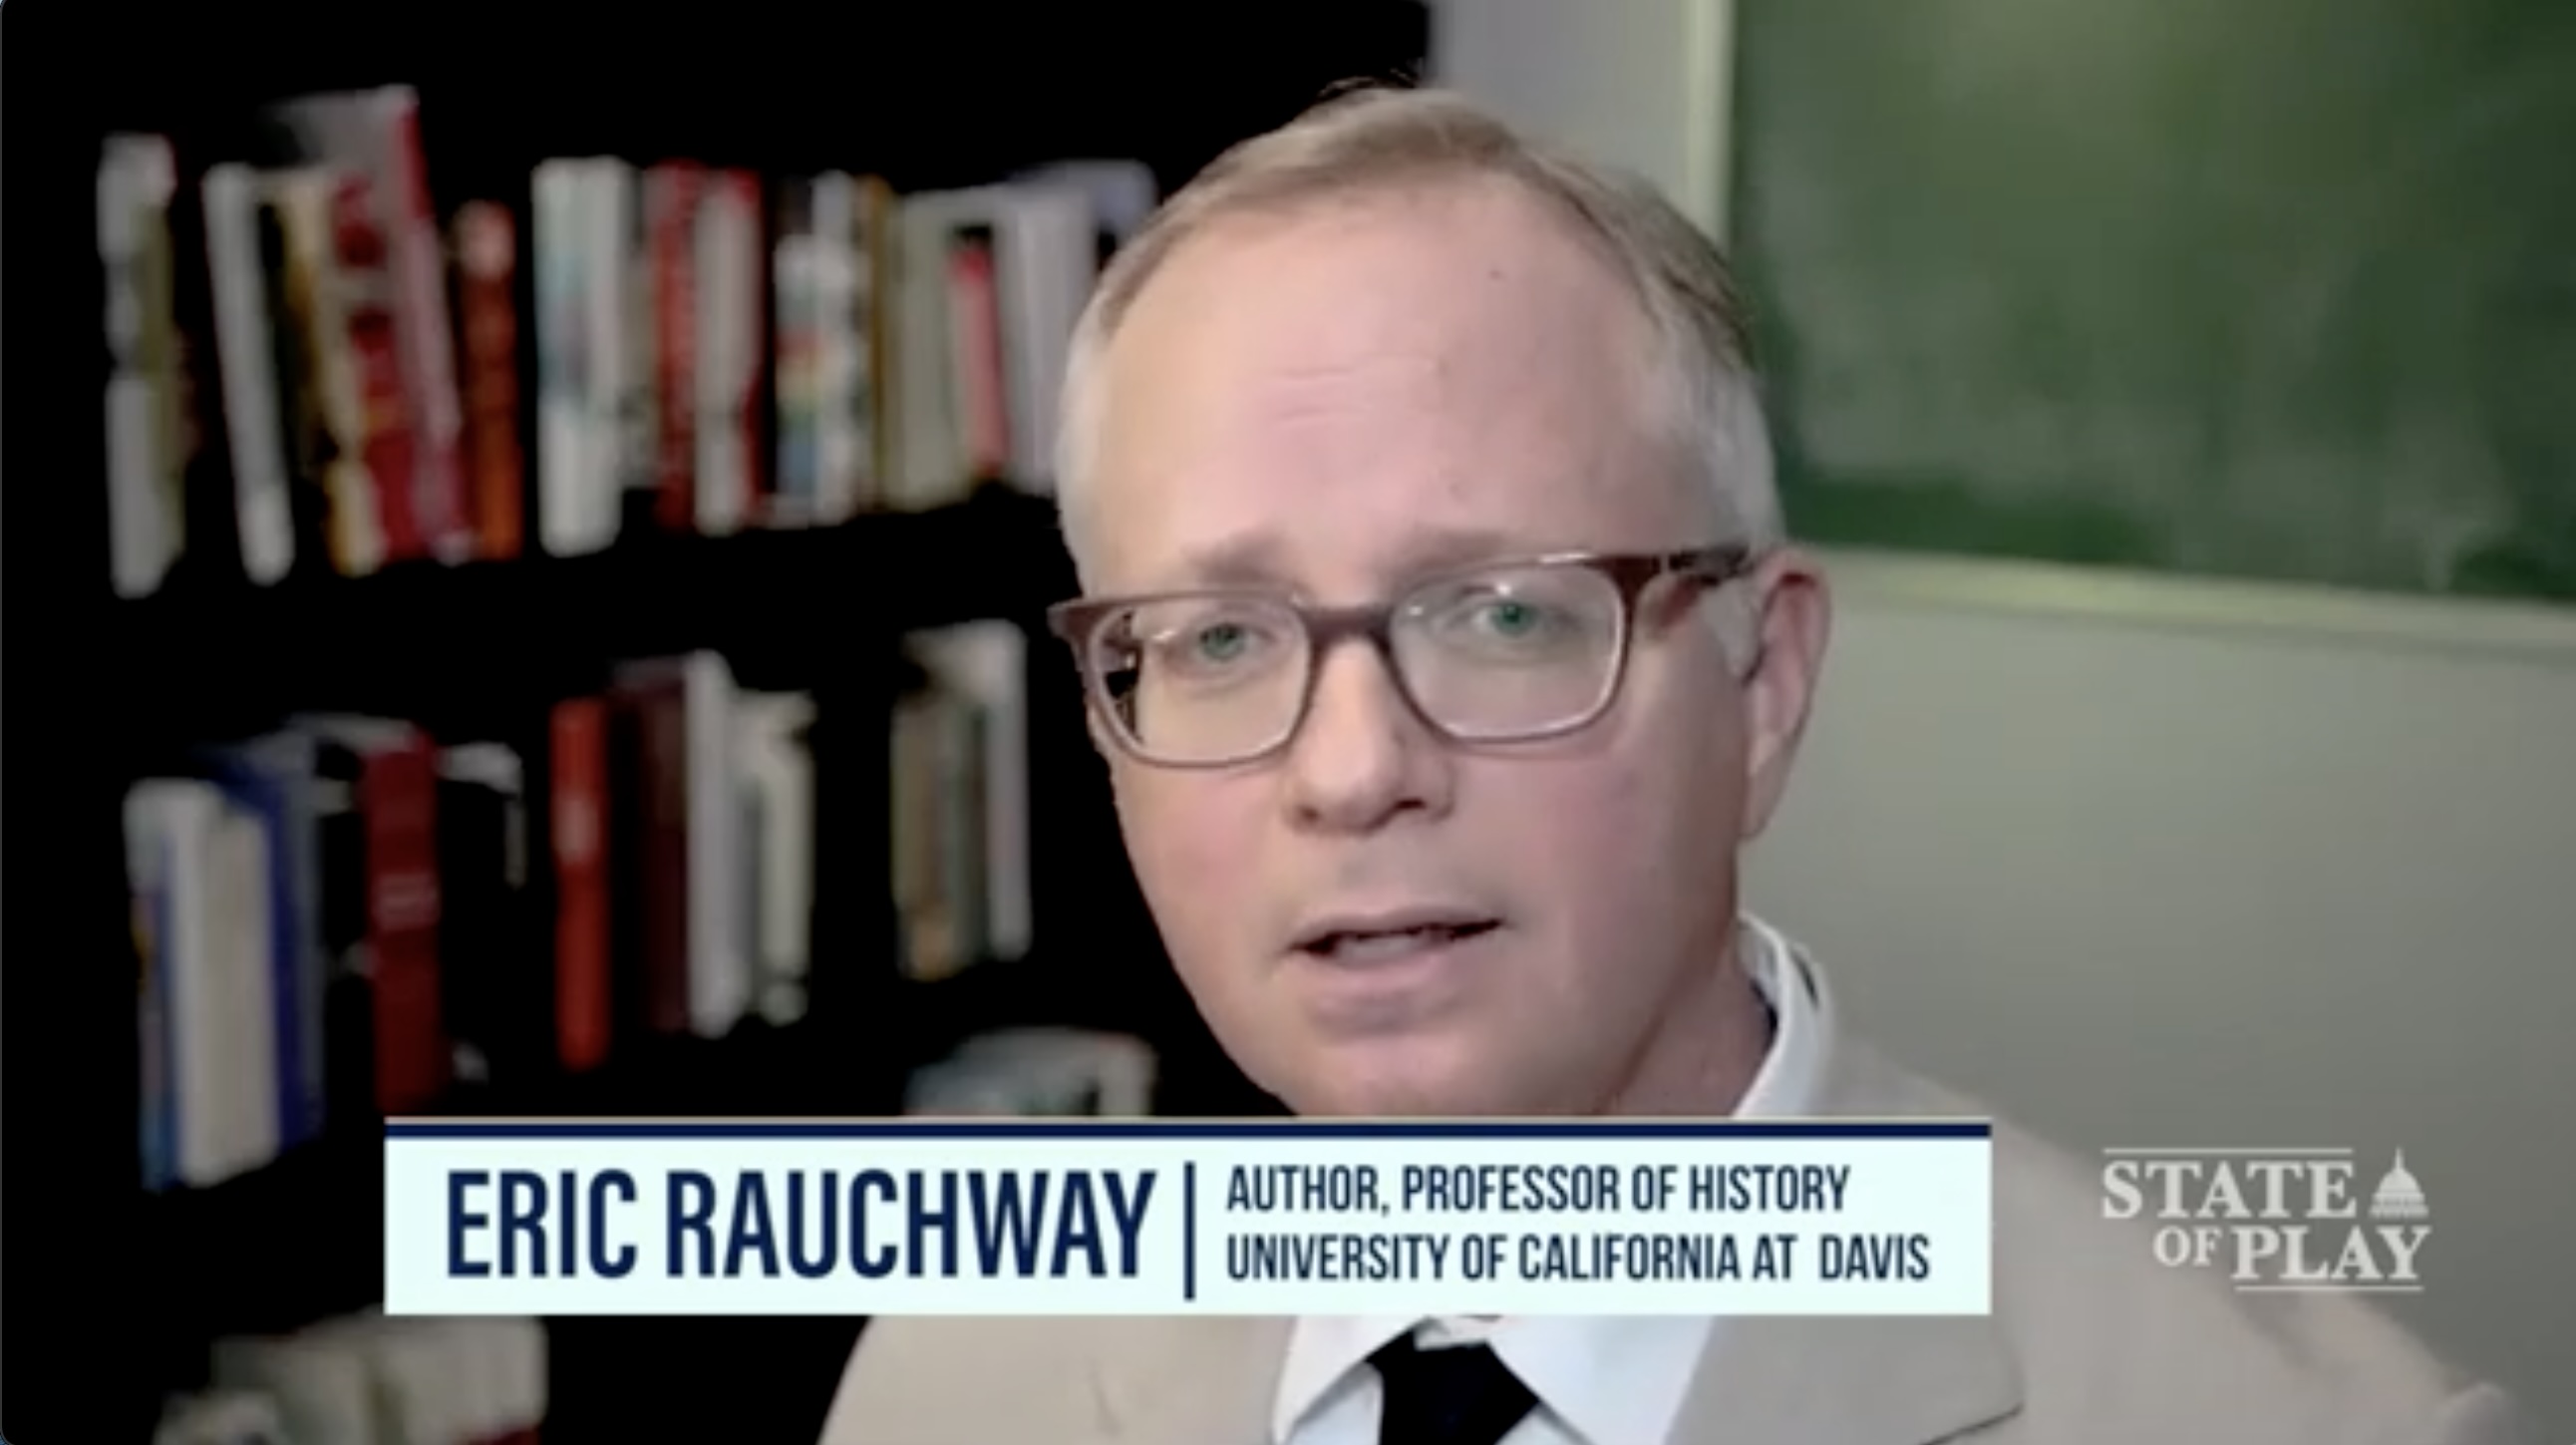 ERIC RAUCHWAY
AUTHOR, PROFESSOR OF HISTORY
UNIVERSITY OF CALIFORNIA AT DAVIS
STATE
OF PLAY